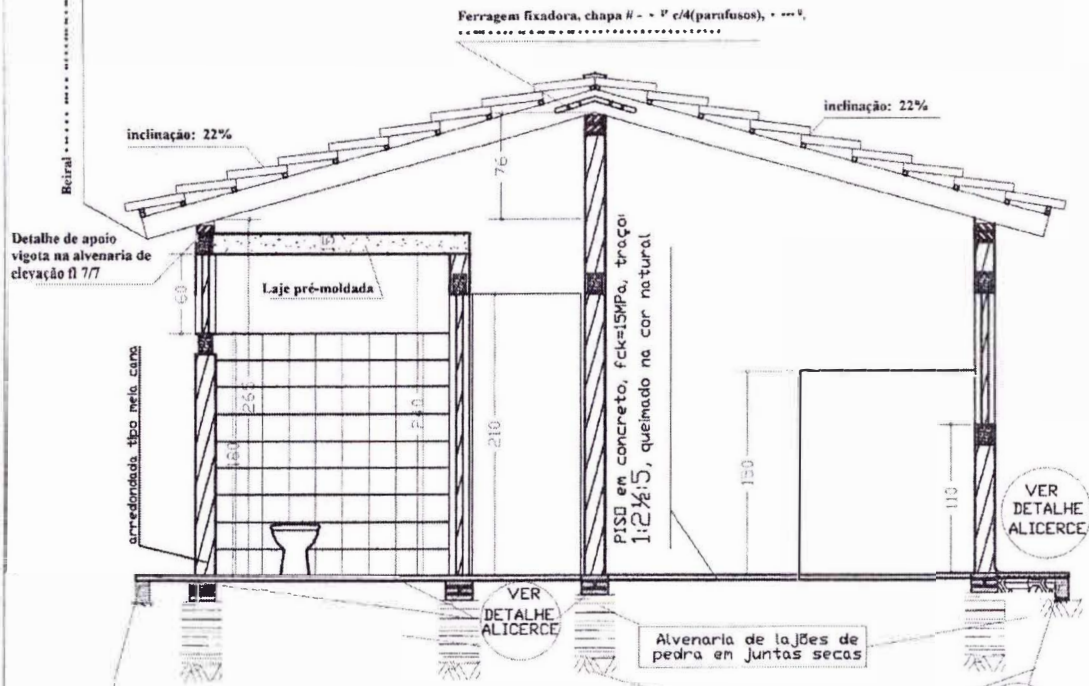 Ferragem fixadora, chapa # c/4(parafusos),
inclinação: 22%
inclinação: 22%
Beiral
76
Detalhe de apoio
vigota na alvenaria de
elevação fl 7/7
Laje pré-moldada
60
arredondada tipo meia cana
180
265
240
210
PISO em concreto, fck=15MPa, traço:
1:2½:5, queimado na cor natural
110
VER
DETALHE
ALICERCE
VER
DETALHE
ALICERCE
Alvenaria de lajões de
pedra em juntas secas